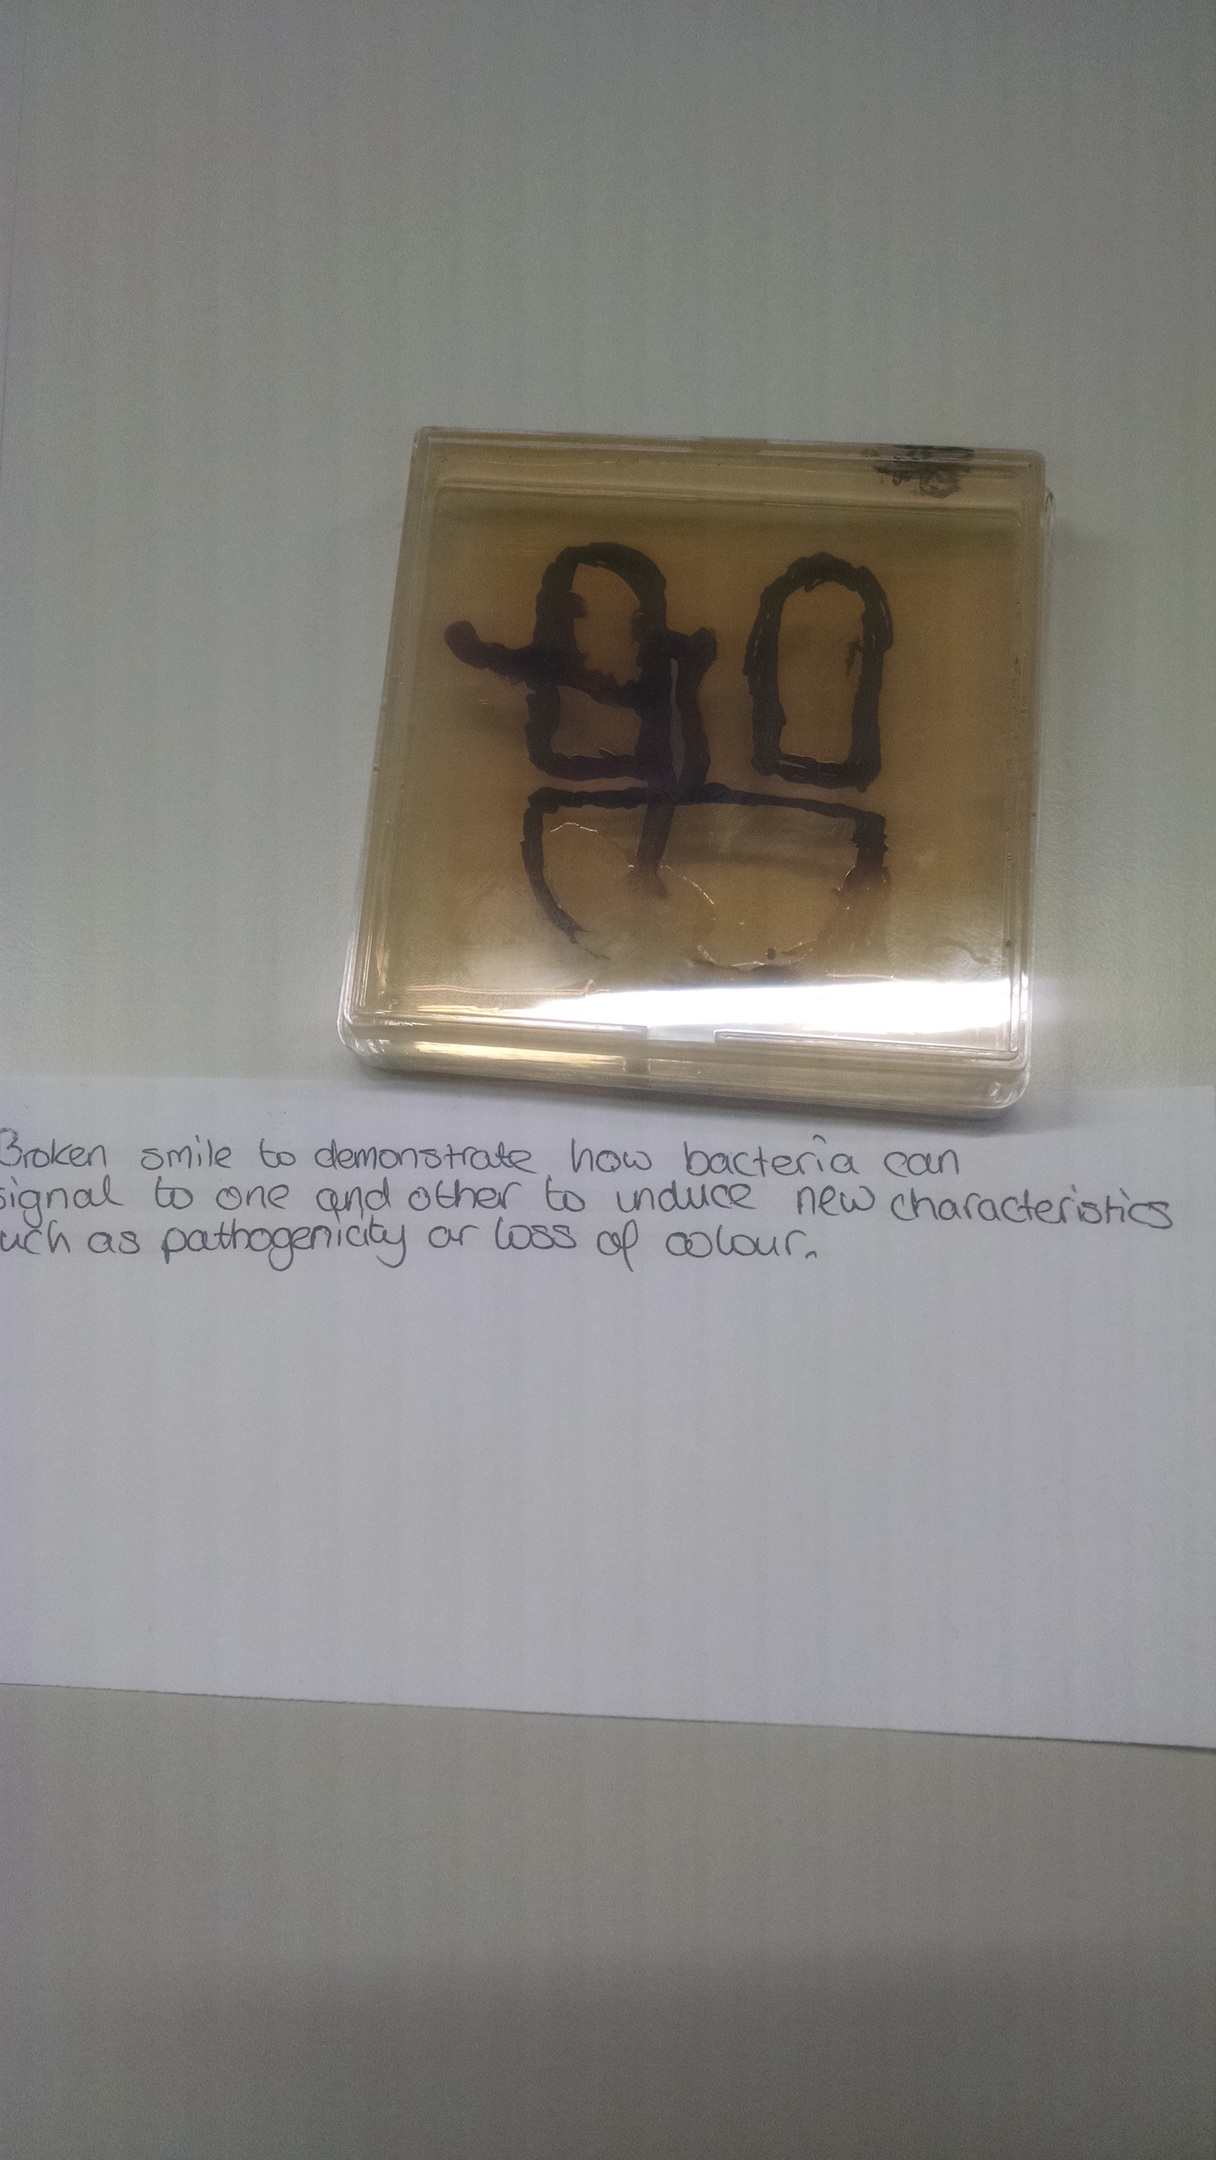 Broken smile to demonstrate how bacteria can
signal to one and other to induce new characteristics
such as pathogenicity or loss of colour.